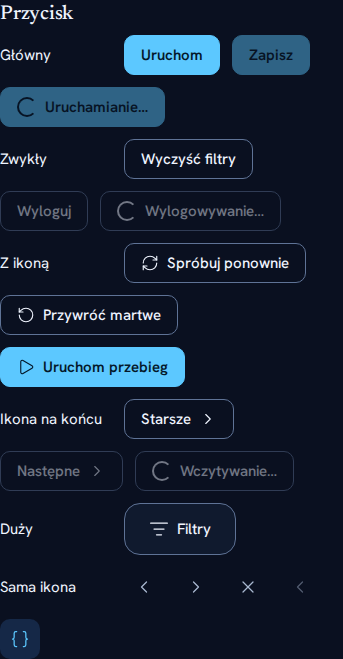 Przycisk
Główny Uruchom Zapisz
Uruchamianie...
Zwykły Wyczyść filtry
Wyloguj Wylogowywanie...
Z ikoną Spróbuj ponownie
Przywróć martwe
Uruchom przebieg
Ikona na końcu Starsze
Następne Wczytywanie...
Duży Filtry
Sama ikona
{ }